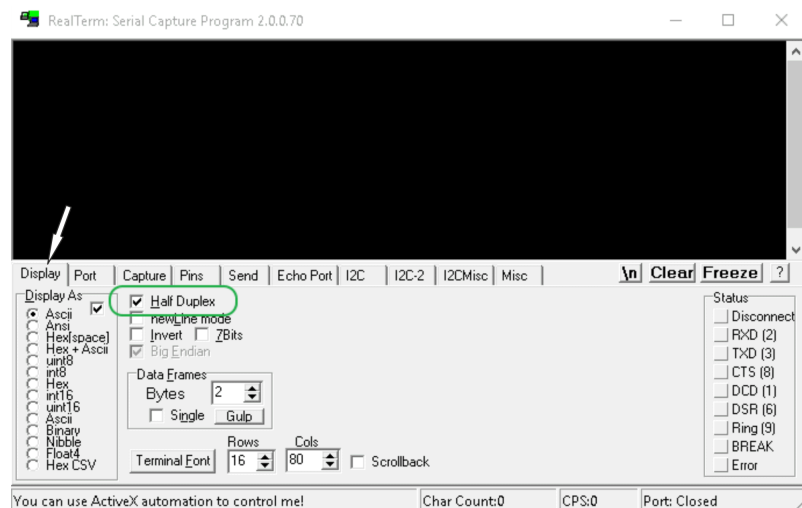 RealTerm: Serial Capture Program 2.0.0.70
Display Port Capture Pins Send Echo Port I2C I2C-2 I2CMisc Misc \n Clear Freeze ?
Display As
Ascii
Ansi
Hex[space]
Hex + Ascii
uint8
int8
Hex
int16
uint16
Ascii
Binary
Nibble
Float4
Hex CSV
Half Duplex
newLine mode
Invert 7Bits
Big Endian
Data Frames
Bytes 2
Single Gulp
Rows Cols
Terminal Font 16 80 Scrollback
Status
Disconnect
RXD (2)
TXD (3)
CTS (8)
DCD (1)
DSR (6)
Ring (9)
BREAK
Error
You can use ActiveX automation to control me! Char Count:0 CPS:0 Port: Closed